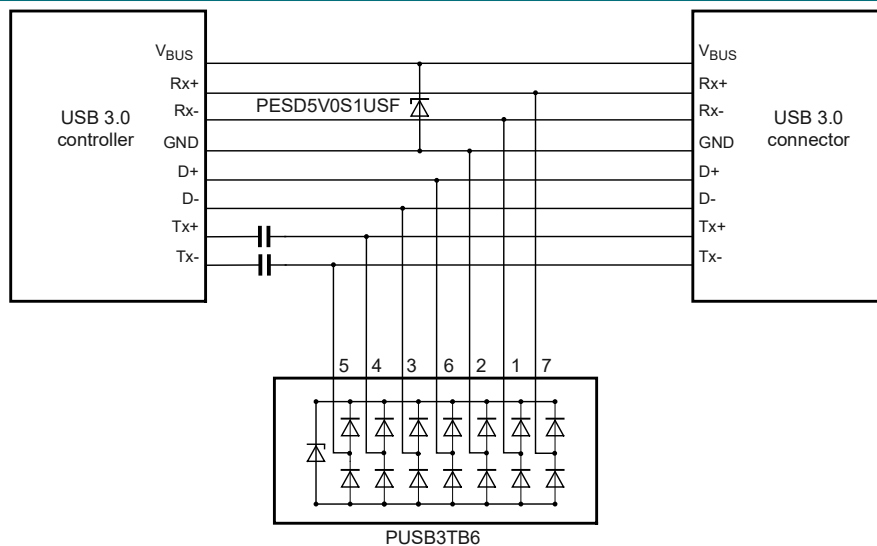 USB 3.0
controller
VBUS
Rx+
Rx-
GND
D+
D-
Tx+
Tx-
PESD5V0S1USF
VBUS
Rx+
Rx-
GND
D+
D-
Tx+
Tx-
USB 3.0
connector
5 4 3 6 2 1 7
PUSB3TB6